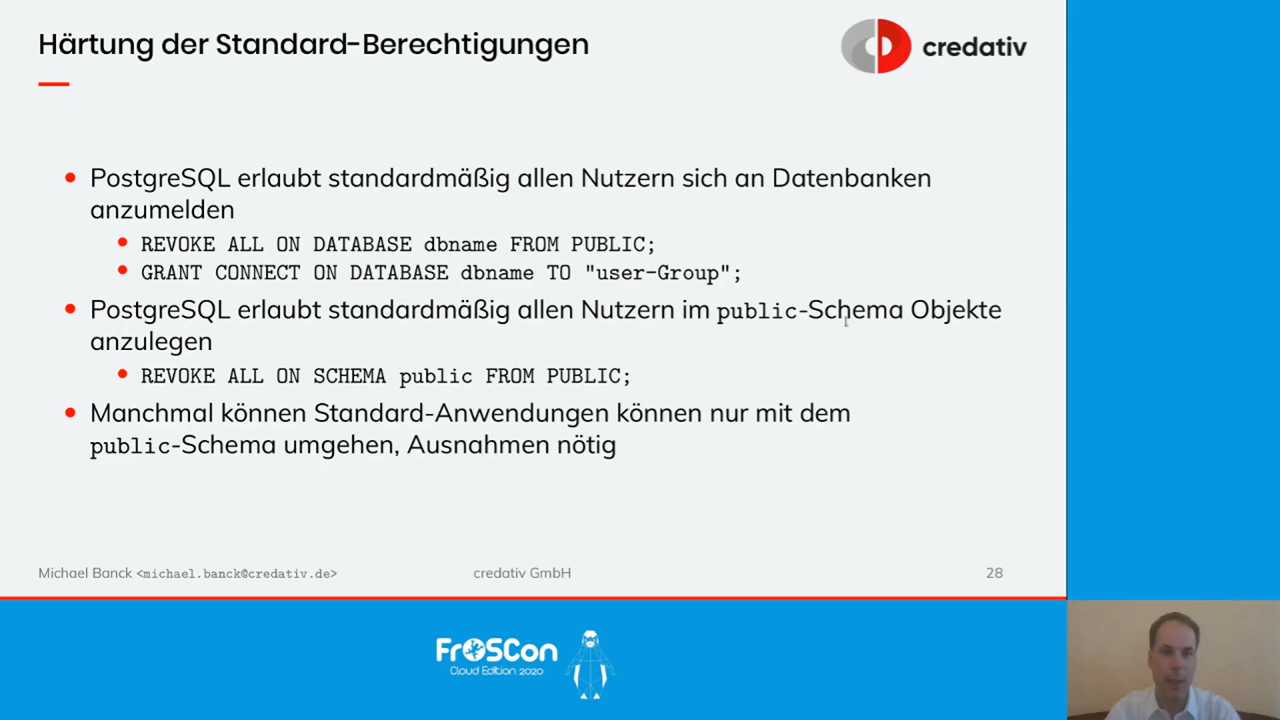 Härtung der Standard-Berechtigungen
credativ
PostgreSQL erlaubt standardmäßig allen Nutzern sich an Datenbanken
anzumelden
REVOKE ALL ON DATABASE dbname FROM PUBLIC;
GRANT CONNECT ON DATABASE dbname TO "user-Group";
PostgreSQL erlaubt standardmäßig allen Nutzern im public-Schema Objekte
anzulegen
REVOKE ALL ON SCHEMA public FROM PUBLIC;
Manchmal können Standard-Anwendungen können nur mit dem
public-Schema umgehen, Ausnahmen nötig
Michael Banck <michael.banck@credativ.de>
credativ GmbH
28
FrOSCon
Cloud Edition 2020